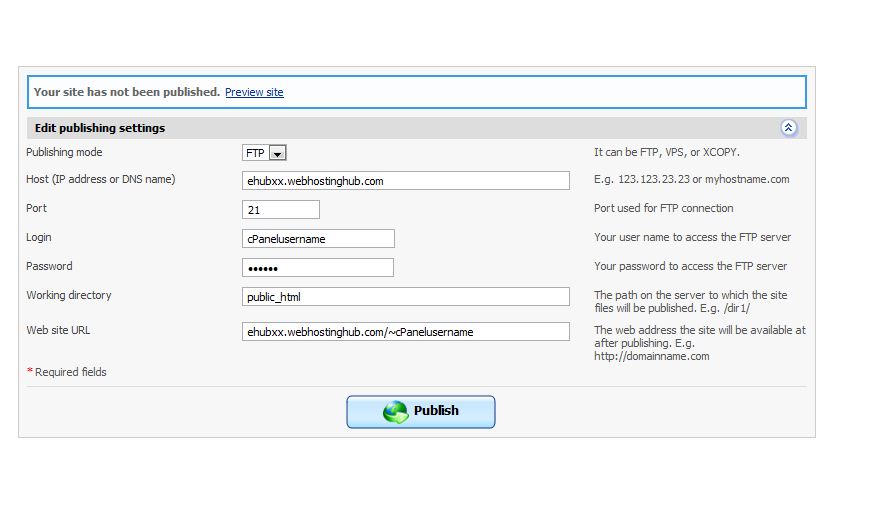 Your site has not been published. Preview site
Edit publishing settings
Publishing mode FTP It can be FTP, VPS, or XCOPY.
Host (IP address or DNS name) ehubxx.webhostinghub.com E.g. 123.123.23.23 or myhostname.com
Port 21 Port used for FTP connection
Login cPanelusername Your user name to access the FTP server
Password •••••• Your password to access the FTP server
Working directory public_html The path on the server to which the site
files will be published. E.g. /dir1/
Web site URL ehubxx.webhostinghub.com/~cPanelusername The web address the site will be available at
after publishing. E.g.
http://domainname.com
* Required fields
Publish